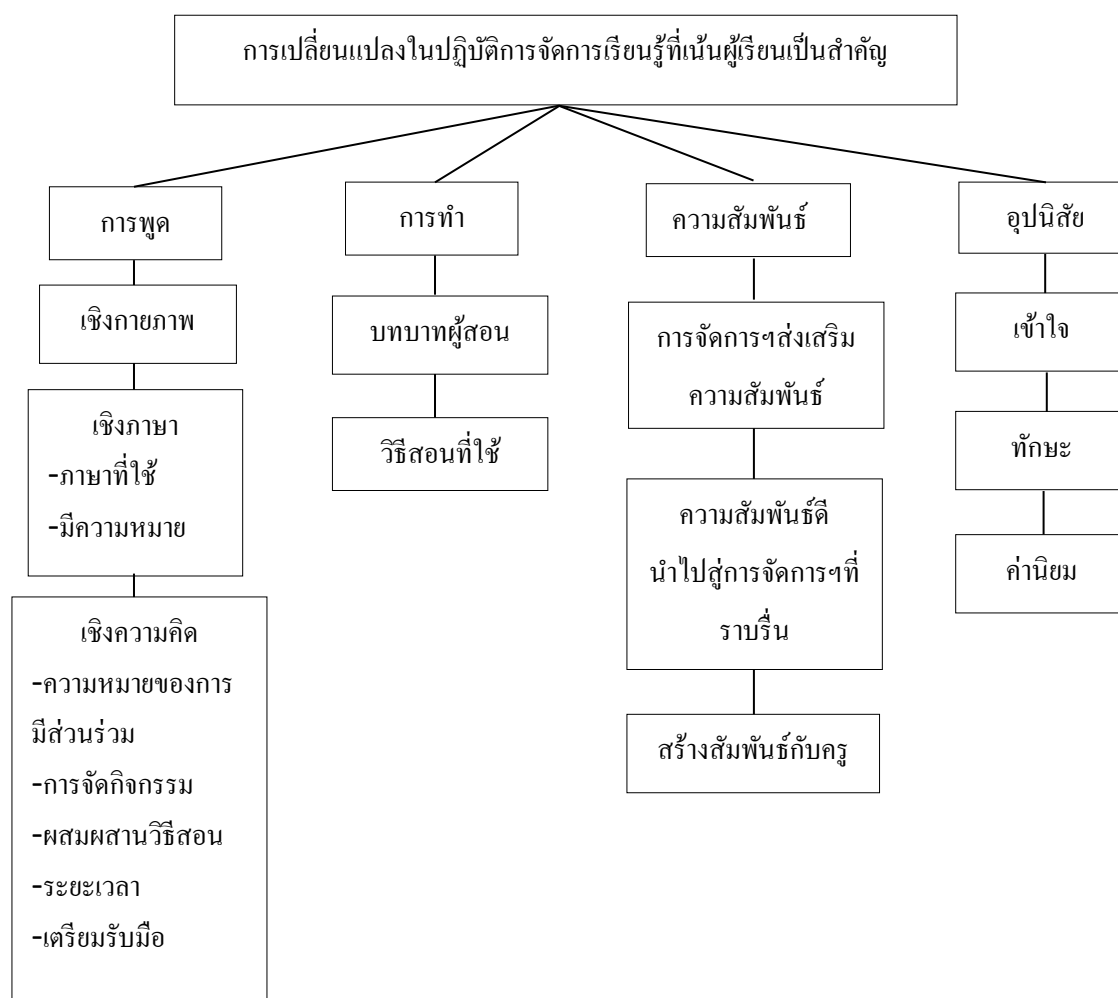 การเปลี่ยนแปลงในปฏิบัติการจัดการเรียนรู้ที่เน้นผู้เรียนเป็นสำคัญ
การพูด
เชิงกายภาพ
เชิงภาษา
-ภาษาที่ใช้
-มีความหมาย
เชิงความคิด
-ความหมายของการ
มีส่วนร่วม
-การจัดกิจกรรม
-ผสมผสานวิธีสอน
-ระยะเวลา
-เตรียมรับมือ
การทำ
บทบาทผู้สอน
วิธีสอนที่ใช้
ความสัมพันธ์
การจัดการฯส่งเสริม
ความสัมพันธ์
ความสัมพันธ์ดี
นำไปสู่การจัดการฯที่
ราบรื่น
สร้างสัมพันธ์กับครู
อุปนิสัย
เข้าใจ
ทักษะ
ค่านิยม